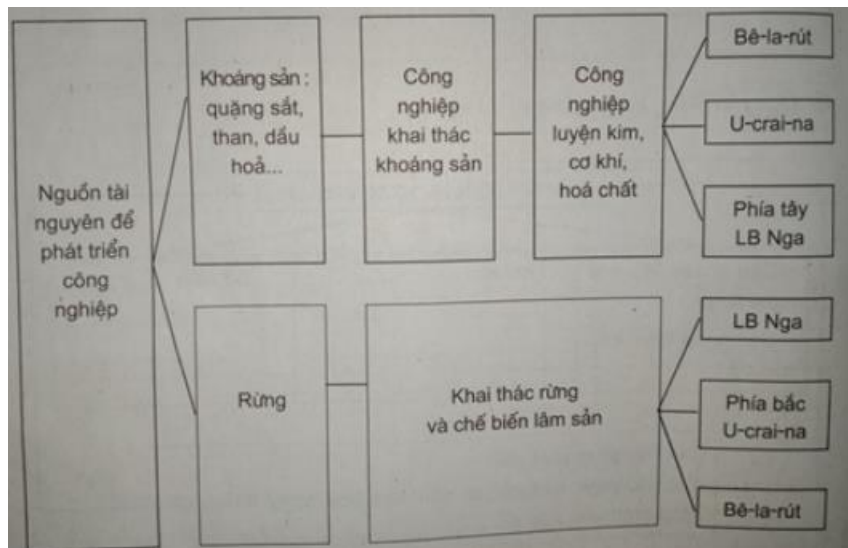 Nguồn tài
nguyên để
phát triển
công
nghiệp
Khoáng sản :
quặng sắt,
than, dầu
hoả...
Công
nghiệp
khai thác
khoáng sản
Công
nghiệp
luyện kim,
cơ khí,
hoá chất
Bê-la-rút
U-crai-na
Phía tây
LB Nga
Rừng
Khai thác rừng
và chế biến lâm sản
LB Nga
Phía bắc
U-crai-na
Bê-la-rút